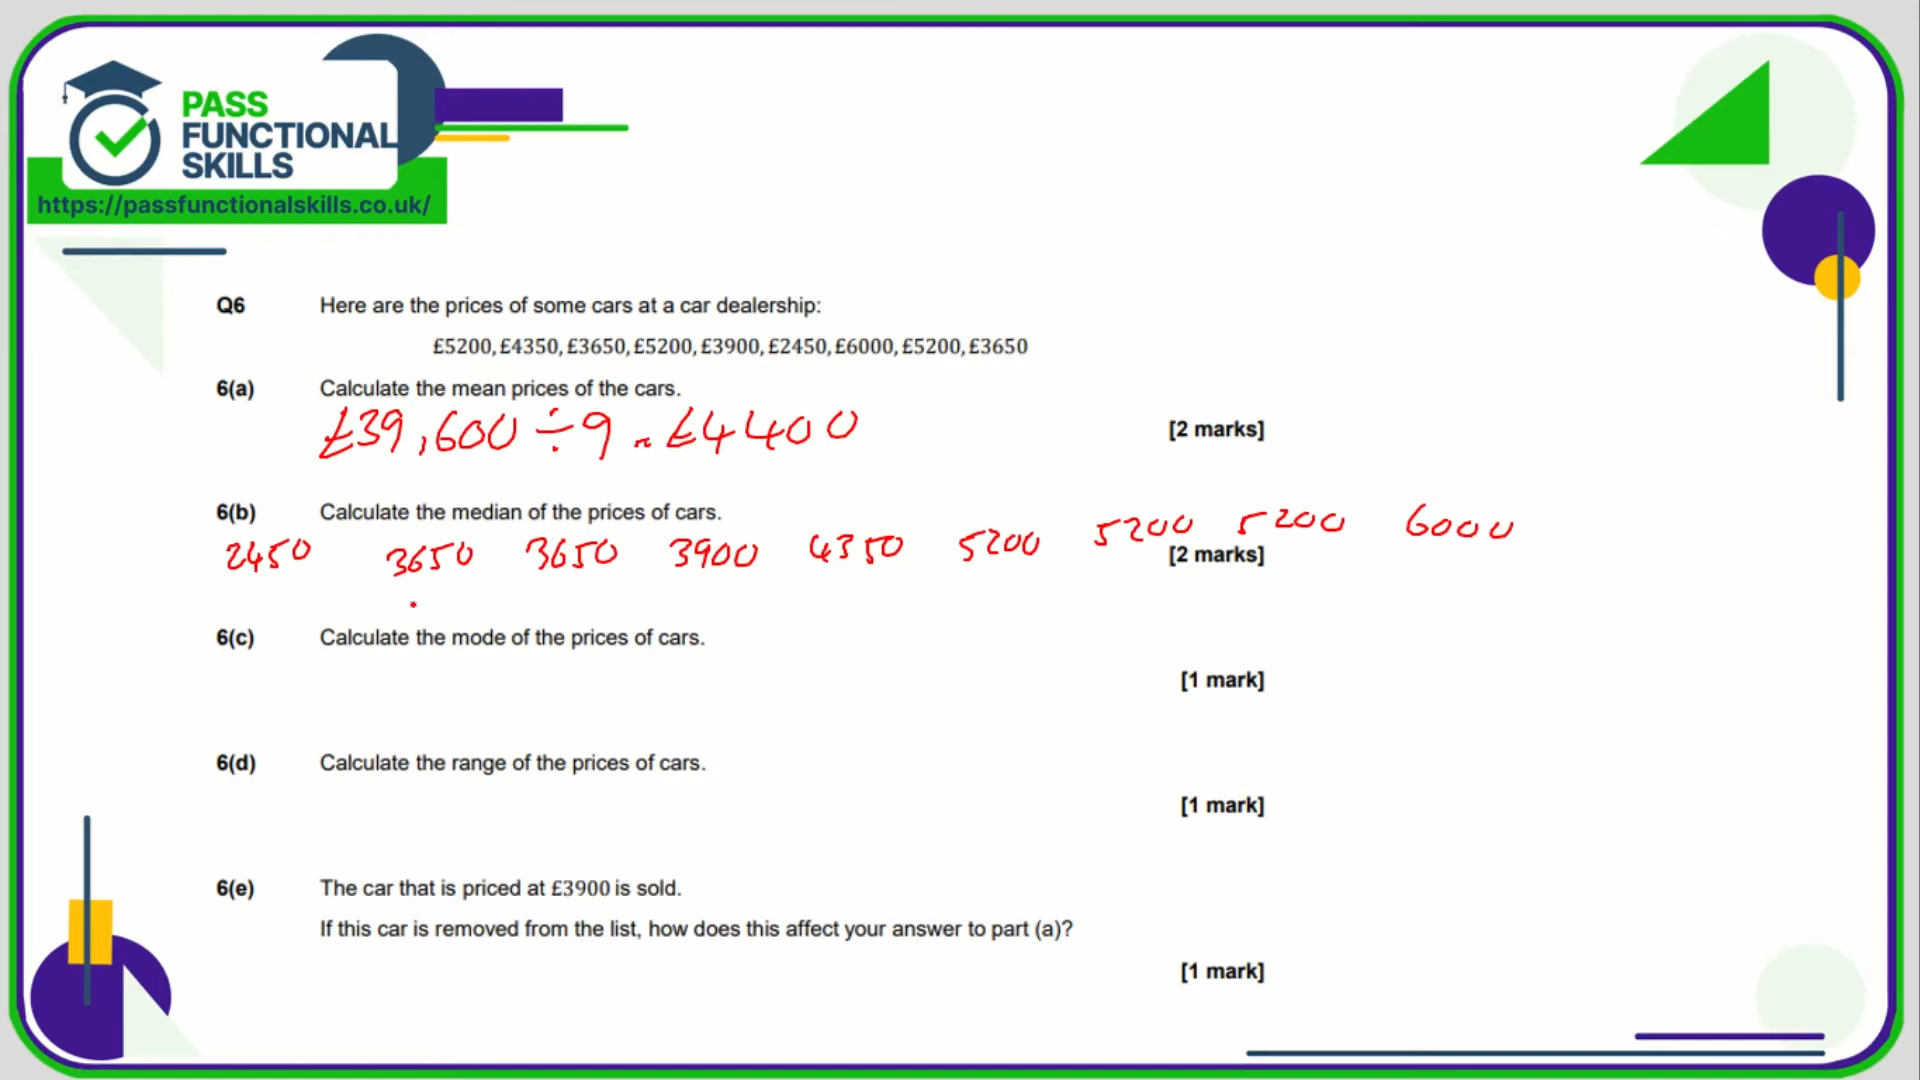 PASS
FUNCTIONAL
SKILLS
https://passfunctionalskills.co.uk/
Q6 Here are the prices of some cars at a car dealership:
£5200, £4350, £3650, £5200, £3900, £2450, £6000, £5200, £3650
6(a) Calculate the mean prices of the cars.
£39,600 ÷ 9 = £4400 [2 marks]
6(b) Calculate the median of the prices of cars.
2450 3650 3650 3900 4350 5200 5200 5200 6000
[2 marks]
6(c) Calculate the mode of the prices of cars.
[1 mark]
6(d) Calculate the range of the prices of cars.
[1 mark]
6(e) The car that is priced at £3900 is sold.
If this car is removed from the list, how does this affect your answer to part (a)?
[1 mark]